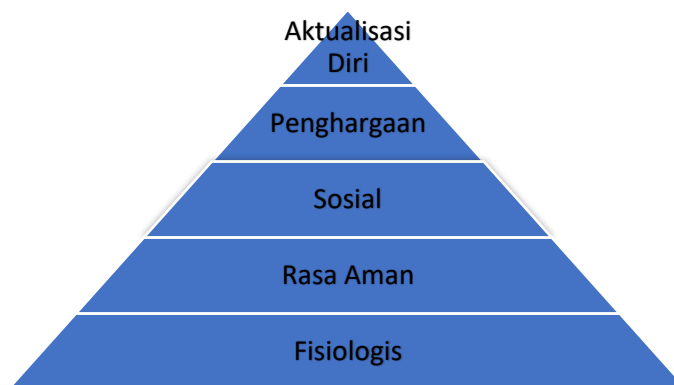 Aktualisasi
Diri
Penghargaan
Sosial
Rasa Aman
Fisiologis